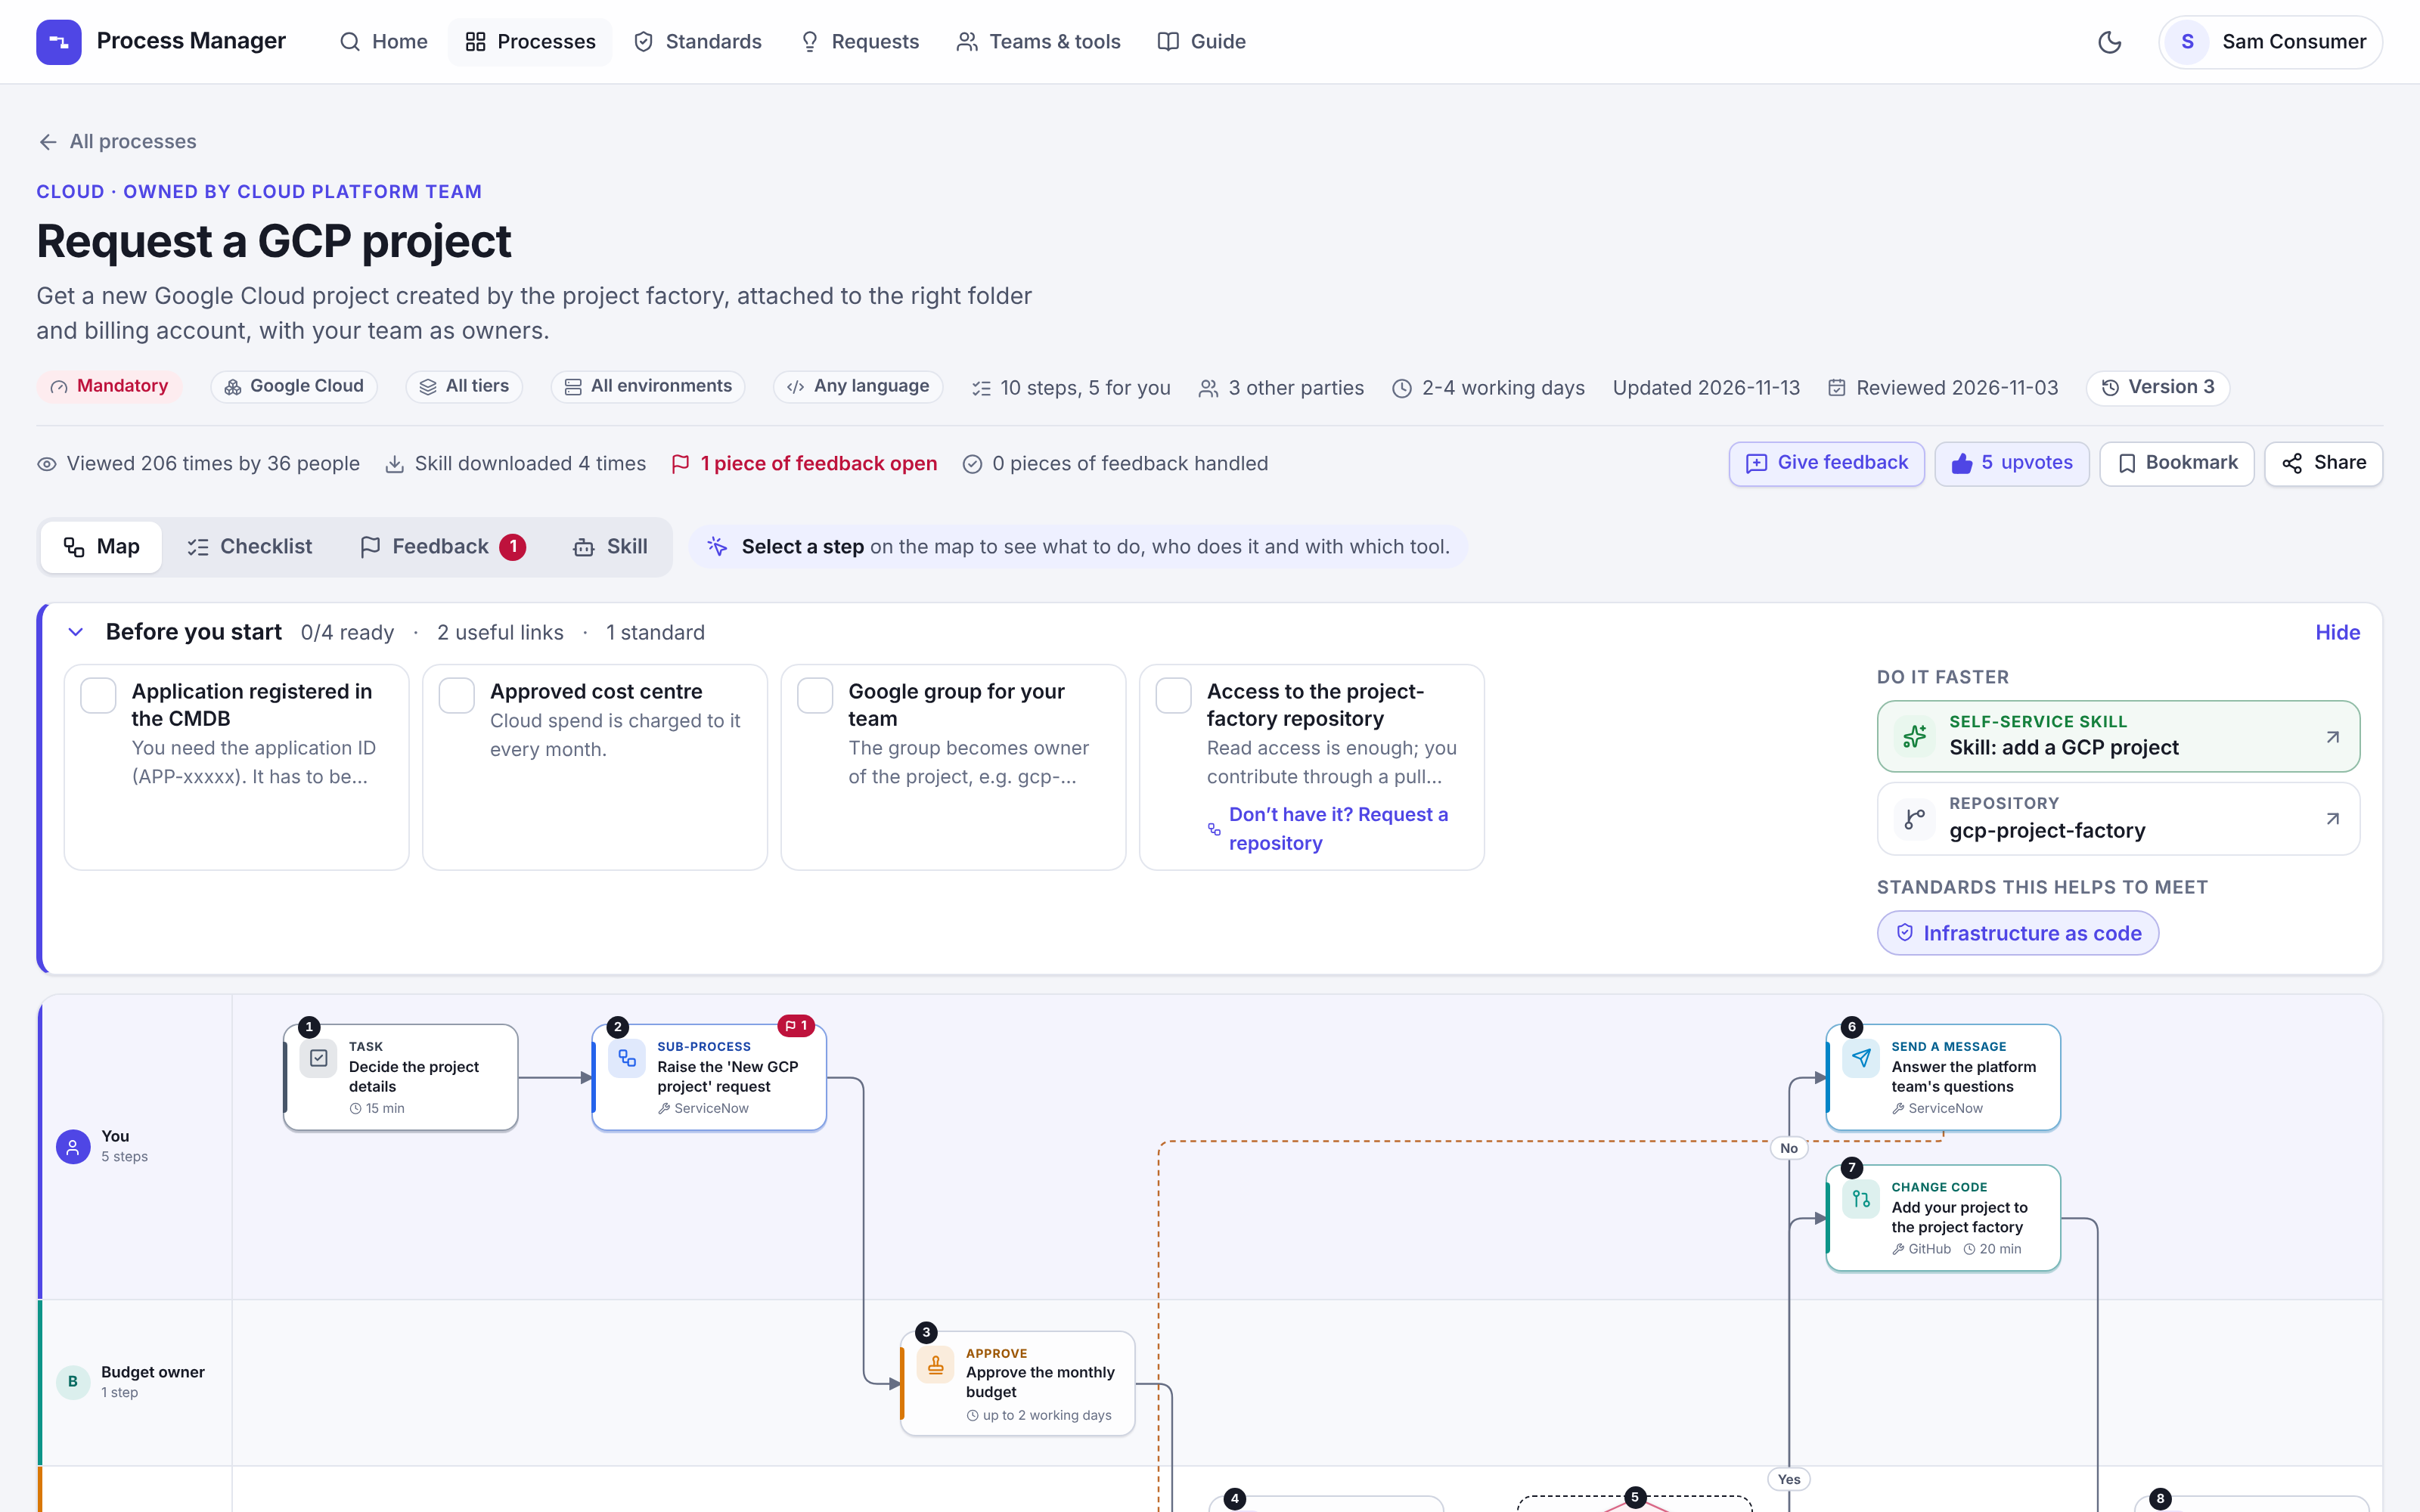 Process Manager
Home
Processes
Standards
Requests
Teams & tools
Guide
S
Sam Consumer
All processes
CLOUD · OWNED BY CLOUD PLATFORM TEAM
Request a GCP project
Get a new Google Cloud project created by the project factory, attached to the right folder
and billing account, with your team as owners.
Mandatory
Google Cloud
All tiers
All environments
Any language
10 steps, 5 for you
3 other parties
2-4 working days
Updated 2026-11-13
Reviewed 2026-11-03
Version 3
Viewed 206 times by 36 people
Skill downloaded 4 times
1 piece of feedback open
0 pieces of feedback handled
Give feedback
5 upvotes
Bookmark
Share
Map
Checklist
Feedback 1
Skill
Select a step on the map to see what to do, who does it and with which tool.
Before you start 0/4 ready · 2 useful links · 1 standard
Hide
Application registered in
the CMDB
You need the application ID
(APP-xxxxx). It has to be...
Approved cost centre
Cloud spend is charged to it
every month.
Google group for your
team
The group becomes owner
of the project, e.g. gcp-...
Access to the project-
factory repository
Read access is enough; you
contribute through a pull...
Don't have it? Request a
repository
DO IT FASTER
SELF-SERVICE SKILL
Skill: add a GCP project
REPOSITORY
gcp-project-factory
STANDARDS THIS HELPS TO MEET
Infrastructure as code
You
5 steps
1
TASK
Decide the project
details
15 min
2
1
SUB-PROCESS
Raise the 'New GCP
project' request
ServiceNow
6
SEND A MESSAGE
Answer the platform
team's questions
ServiceNow
No
7
CHANGE CODE
Add your project to
the project factory
GitHub
20 min
B
Budget owner
1 step
3
APPROVE
Approve the monthly
budget
up to 2 working days
Yes
4
5
8